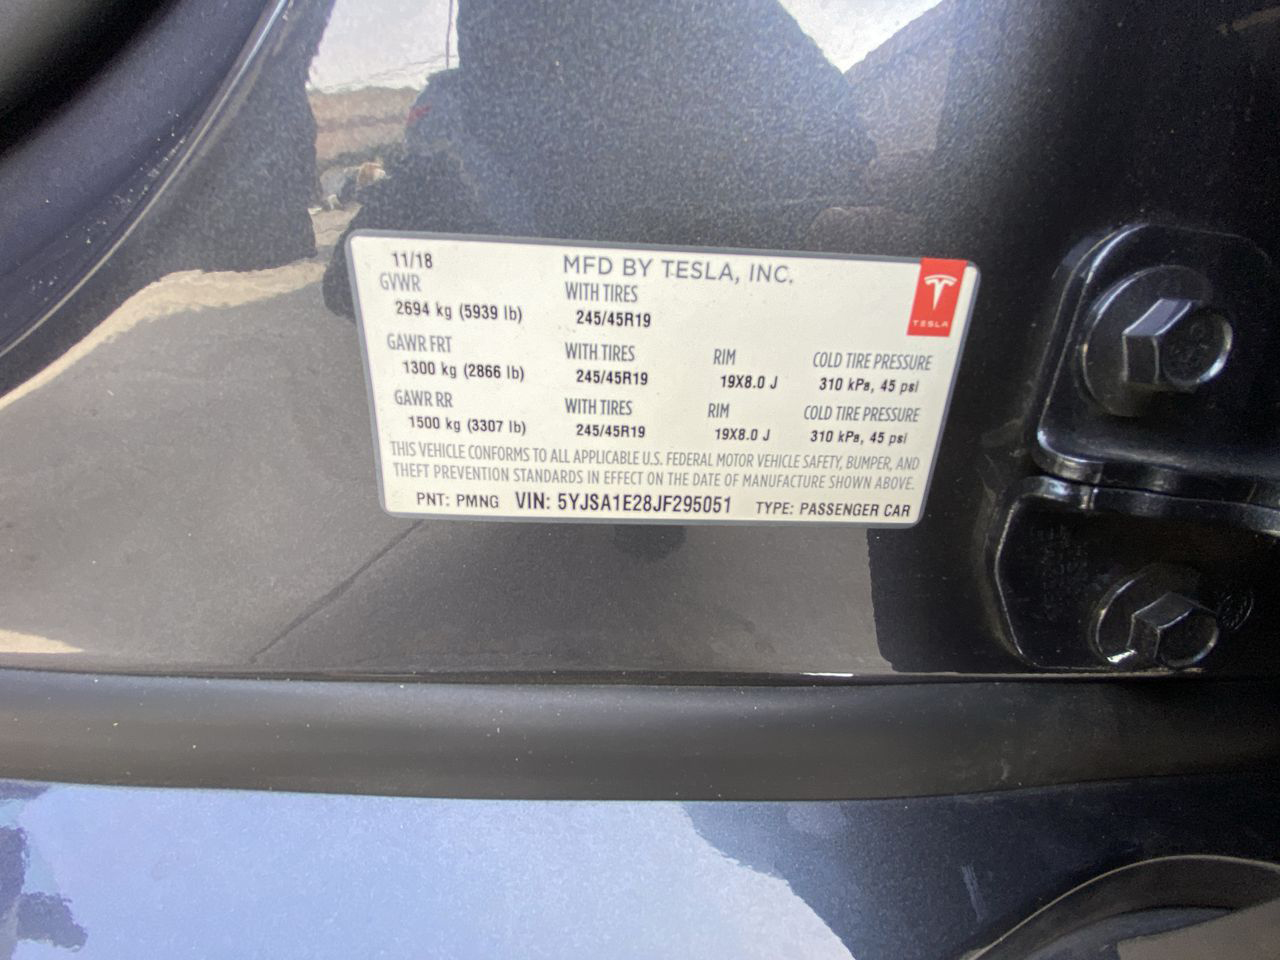 11/18 MFD BY TESLA, INC.
GVWR WITH TIRES
2694 kg (5939 lb) 245/45R19
TESLA
GAWR FRT WITH TIRES RIM COLD TIRE PRESSURE
1300 kg (2866 lb) 245/45R19 19X8.0 J 310 kPa, 45 psi
GAWR RR WITH TIRES RIM COLD TIRE PRESSURE
1500 kg (3307 lb) 245/45R19 19X8.0 J 310 kPa, 45 psi
THIS VEHICLE CONFORMS TO ALL APPLICABLE U.S. FEDERAL MOTOR VEHICLE SAFETY, BUMPER, AND
THEFT PREVENTION STANDARDS IN EFFECT ON THE DATE OF MANUFACTURE SHOWN ABOVE.
PNT: PMNG VIN: 5YJSA1E28JF295051 TYPE: PASSENGER CAR